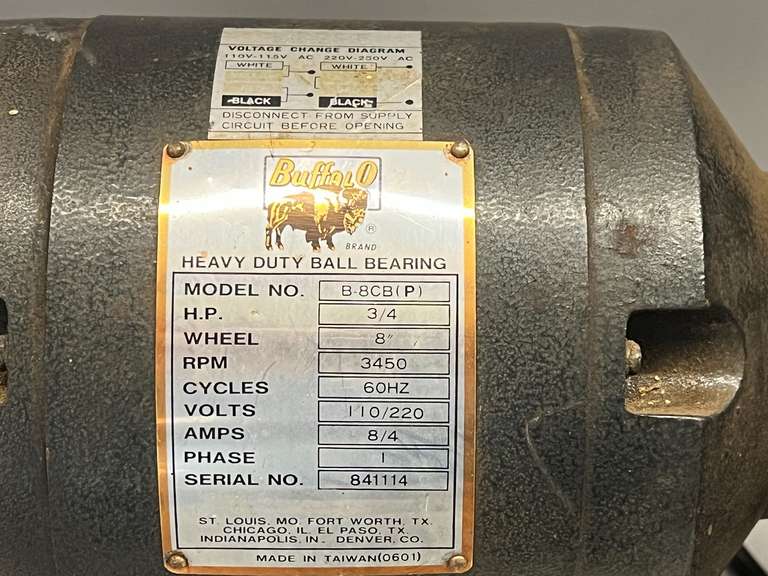 VOLTAGE CHANGE DIAGRAM
110V-115V AC 220V-250V AC
WHITE WHITE
BLACK BLACK
DISCONNECT FROM SUPPLY
CIRCUIT BEFORE OPENING
Buffalo
®
BRAND
HEAVY DUTY BALL BEARING
MODEL NO. B-8CB(P)
H.P. 3/4
WHEEL 8"
RPM 3450
CYCLES 60HZ
VOLTS 110/220
AMPS 8/4
PHASE 1
SERIAL NO. 841114
ST. LOUIS, MO. FORT WORTH, TX.
CHICAGO, IL. EL PASO, TX.
INDIANAPOLIS, IN. DENVER, CO.
MADE IN TAIWAN(0601)